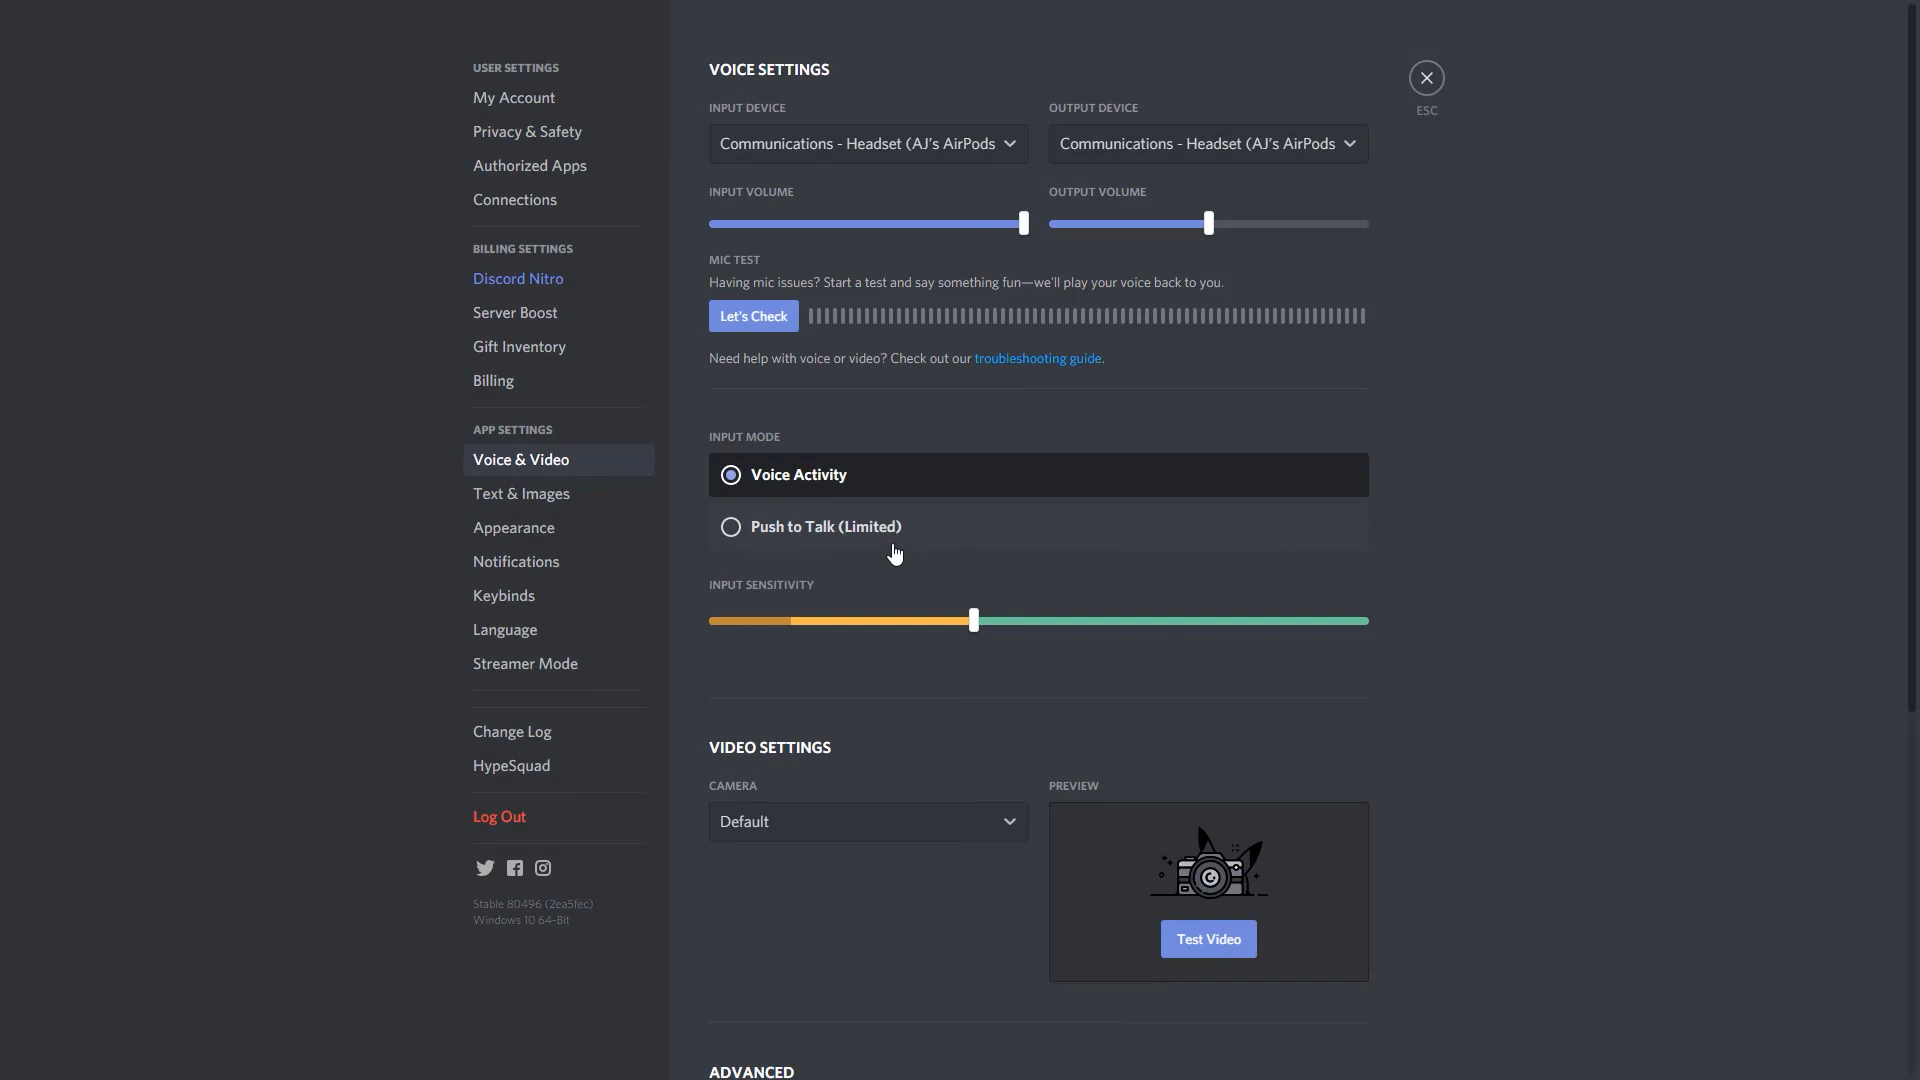 USER SETTINGS
My Account
Privacy & Safety
Authorized Apps
Connections
BILLING SETTINGS
Discord Nitro
Server Boost
Gift Inventory
Billing
APP SETTINGS
Voice & Video
Text & Images
Appearance
Notifications
Keybinds
Language
Streamer Mode
Change Log
HypeSquad
Log Out
Stable 80496 (2ea5fec)
Windows 10 64-Bit
VOICE SETTINGS
INPUT DEVICE
Communications - Headset (AJ's AirPods
OUTPUT DEVICE
Communications - Headset (AJ's AirPods
INPUT VOLUME
OUTPUT VOLUME
MIC TEST
Having mic issues? Start a test and say something fun—we'll play your voice back to you.
Let's Check
Need help with voice or video? Check out our troubleshooting guide.
INPUT MODE
Voice Activity
Push to Talk (Limited)
INPUT SENSITIVITY
VIDEO SETTINGS
CAMERA
Default
PREVIEW
Test Video
ADVANCED
ESC